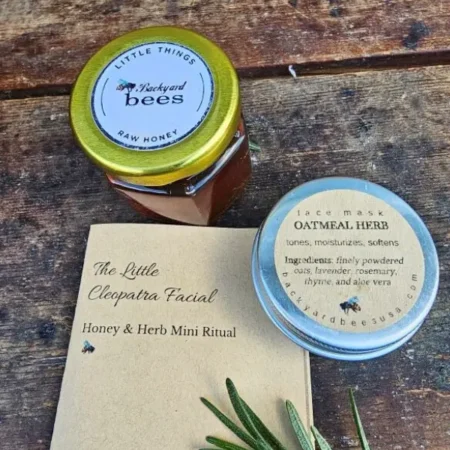 LITTLE THINGS
Backyard
bees
RAW HONEY
face mask
OATMEAL HERB
tones, moisturizes, softens
Ingredients: finely powdered
oats, lavender, rosemary,
thyme, and aloe vera
backyardbeesusa.com
The Little
Cleopatra Facial
Honey & Herb Mini Ritual